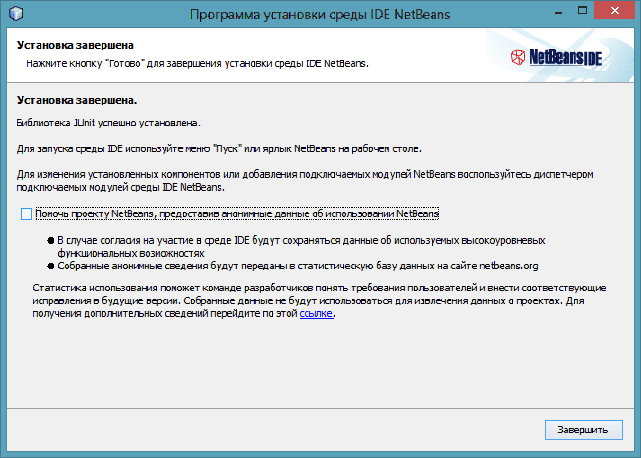 Программа установки среды IDE NetBeans
Установка завершена
Нажмите кнопку "Готово" для завершения установки среды IDE NetBeans.
NetBeans IDE
Установка завершена.
Библиотека JUnit успешно установлена.
Для запуска среды IDE используйте меню "Пуск" или ярлык NetBeans на рабочем столе.
Для изменения установленных компонентов или добавления подключаемых модулей NetBeans воспользуйтесь диспетчером
подключаемых модулей среды IDE NetBeans.
Помочь проекту NetBeans, предоставив анонимные данные об использовании NetBeans
● В случае согласия на участие в среде IDE будут сохраняться данные об используемых высокоуровневых
функциональных возможностях
● Собранные анонимные сведения будут переданы в статистическую базу данных на сайте netbeans.org
Статистика использования поможет команде разработчиков понять требования пользователей и внести соответствующие
исправления в будущие версии. Собранные данные не будут использоваться для извлечения данных о проектах. Для
получения дополнительных сведений перейдите по этой ссылке.
Завершить